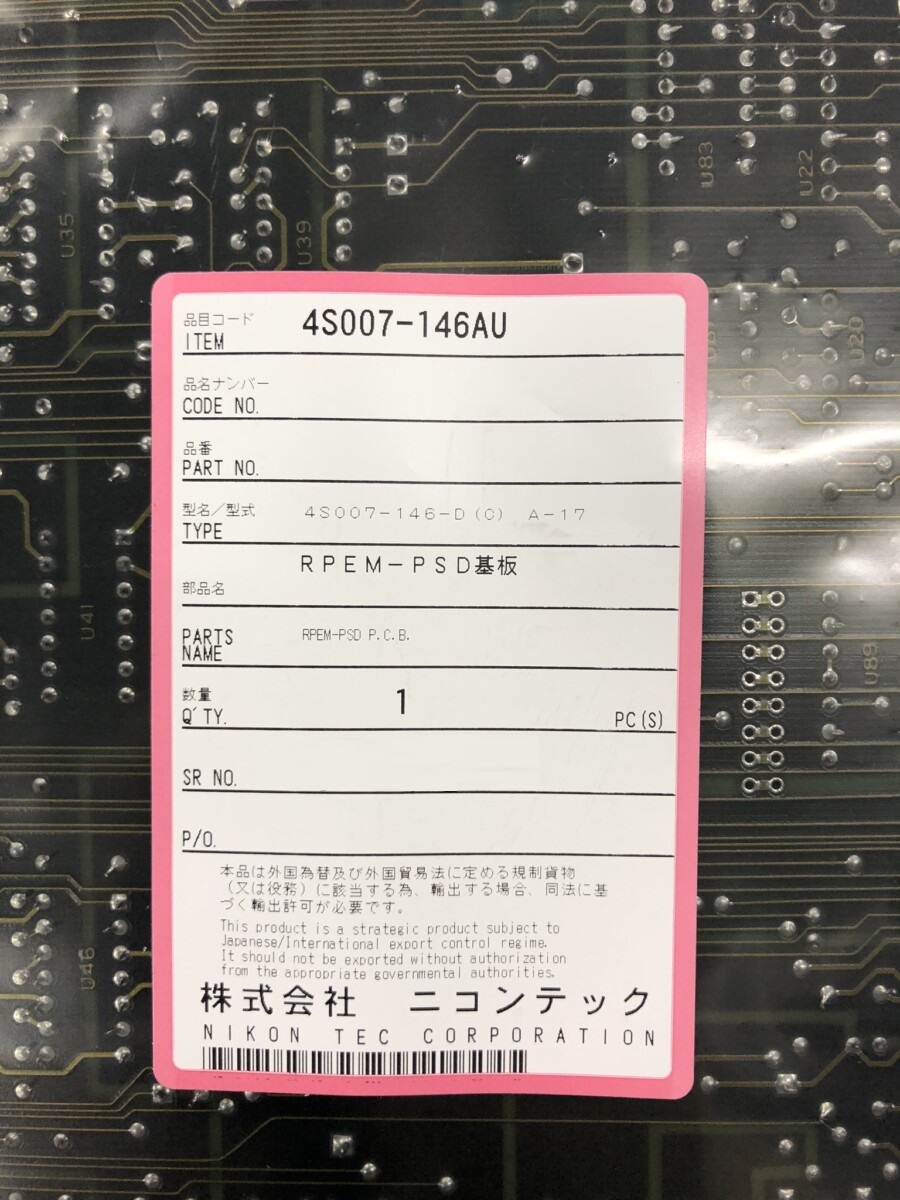 U83
U22
U35
U39
U20
品目コード
ITEM
4S007-146AU
品名ナンバー
CODE NO.
品番
PART NO.
型名/型式
TYPE
4S007-146-D(C) A-17
RPEM-PSD基板
部品名
PARTS
NAME
RPEM-PSD P.C.B.
数量
Q'TY.
1
PC(S)
SR NO.
P/O.
本品は外国為替及び外国貿易法に定める規制貨物
(又は役務)に該当する為、輸出する場合、同法に基
づく輸出許可が必要です。
This product is a strategic product subject to
Japanese/International export control regime.
It should not be exported without authorization
from the appropriate governmental authorities.
株式会社 ニコンテック
NIKON TEC CORPORATION
U41
U89
U46